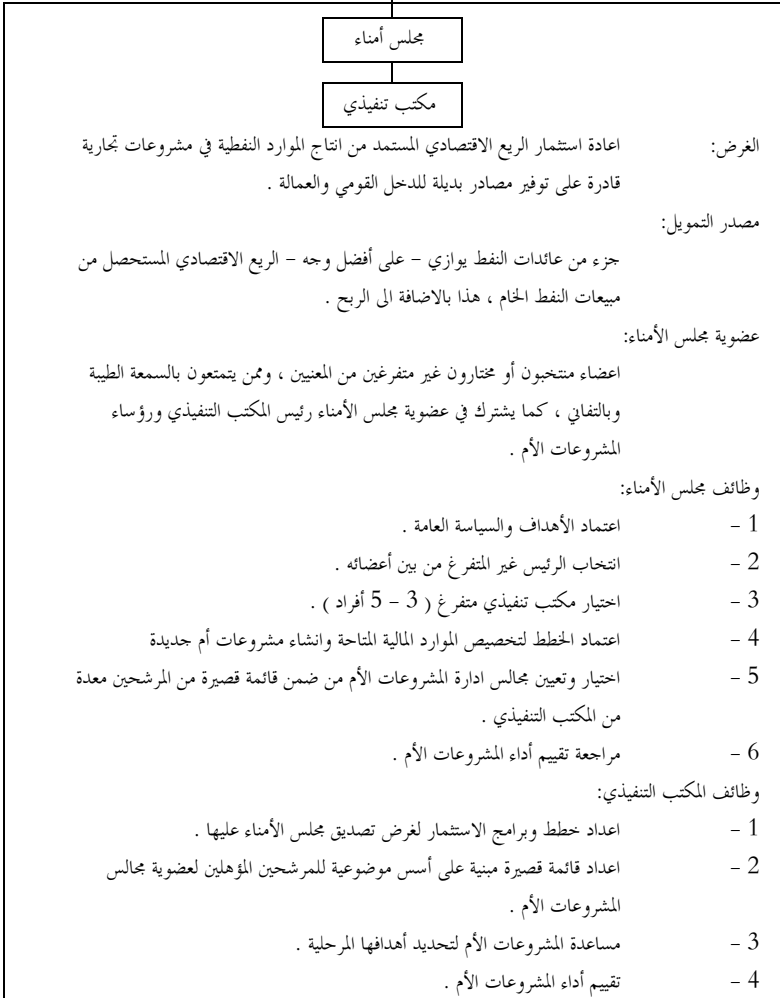 مجلس أمناء
مكتب تنفيذي
الغرض: اعادة استثمار الريع الاقتصادي المستمد من انتاج الموارد النفطية في مشروعات تجارية
قادرة على توفير مصادر بديلة للدخل القومي والعمالة .
مصدر التمويل:
جزء من عائدات النفط يوازي – على أفضل وجه – الريع الاقتصادي المستحصل من
مبيعات النفط الخام ، هذا بالاضافة الى الربح .
عضوية مجلس الأمناء:
اعضاء منتخبون أو مختارون غير متفرغين من المعنيين ، وممن يتمتعون بالسمعة الطيبة
وبالتفاني ، كما يشترك في عضوية مجلس الأمناء رئيس المكتب التنفيذي ورؤساء
المشروعات الأم .
وظائف مجلس الأمناء:
1 – اعتماد الأهداف والسياسة العامة .
2 – انتخاب الرئيس غير المتفرغ من بين أعضائه .
3 – اختيار مكتب تنفيذي متفرغ ( 3 – 5 أفراد ) .
4 – اعتماد الخطط لتخصيص الموارد المالية المتاحة وانشاء مشروعات أم جديدة
5 – اختيار وتعيين مجالس ادارة المشروعات الأم من ضمن قائمة قصيرة من المرشحين معدة
من المكتب التنفيذي .
6 – مراجعة تقييم أداء المشروعات الأم .
وظائف المكتب التنفيذي:
1 – اعداد خطط وبرامج الاستثمار لغرض تصديق مجلس الأمناء عليها .
2 – اعداد قائمة قصيرة مبنية على أسس موضوعية للمرشحين المؤهلين لعضوية مجالس
المشروعات الأم .
3 – مساعدة المشروعات الأم لتحديد أهدافها المرحلية .
4 – تقييم أداء المشروعات الأم .